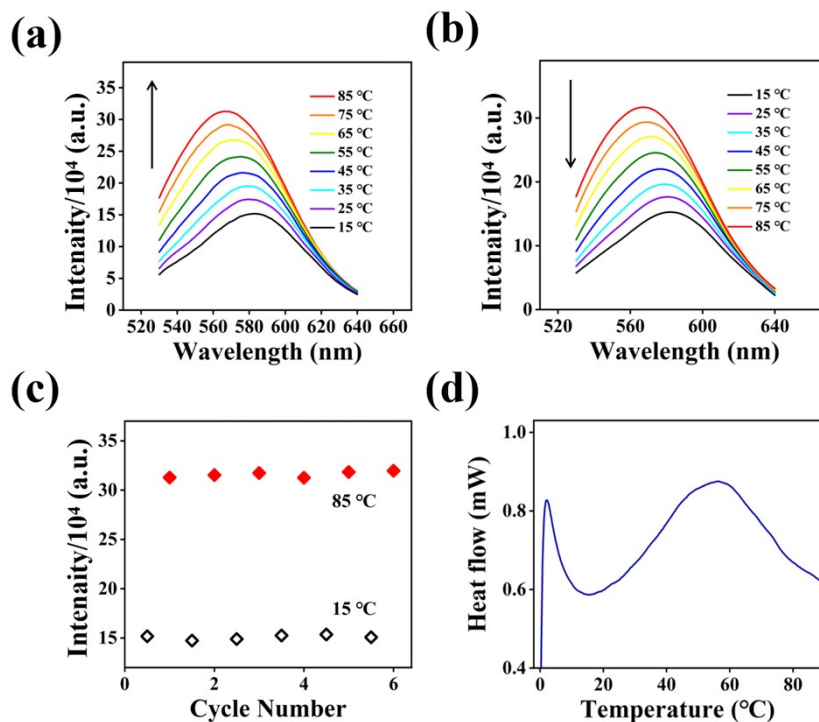 (a)
Intenaity/10⁴ (a.u.)
35
30
25
20
15
10
5
0
85 ℃
75 ℃
65 ℃
55 ℃
45 ℃
35 ℃
25 ℃
15 ℃
520 540 560 580 600 620 640 660
Wavelength (nm)
(b)
Intenaity/10⁴ (a.u.)
30
20
10
0
15 ℃
25 ℃
35 ℃
45 ℃
55 ℃
65 ℃
75 ℃
85 ℃
520 560 600 640
Wavelength (nm)
(c)
Intenaity/10⁴ (a.u.)
35
31
27
23
19
15
85 ℃
15 ℃
0 2 4 6
Cycle Number
(d)
Heat flow (mW)
1.0
0.8
0.6
0.4
0 20 40 60 80
Temperature (℃)